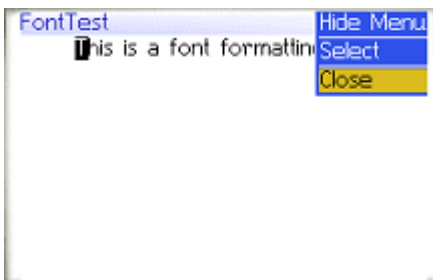 FontTest
Hide Menu
This is a font formattin
Select
Close